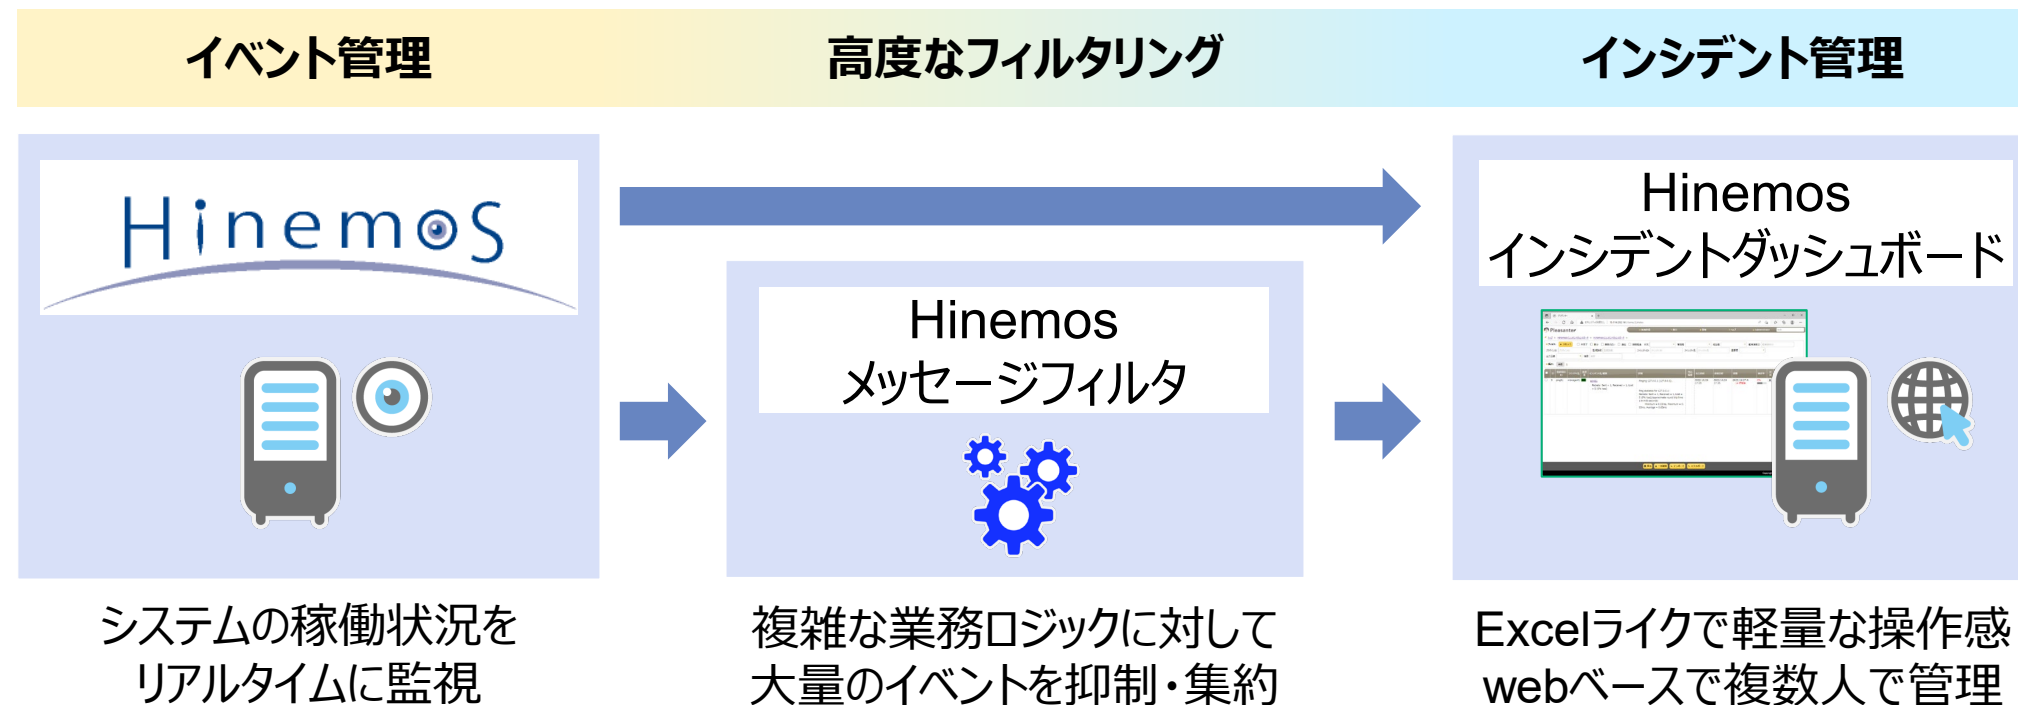 イベント管理
高度なフィルタリング
インシデント管理
Hinemos
Hinemos
メッセージフィルタ
Hinemos
インシデントダッシュボード
Pleasanter
システムの稼働状況を
リアルタイムに監視
複雑な業務ロジックに対して
大量のイベントを抑制・集約
Excelライクで軽量な操作感
webベースで複数人で管理